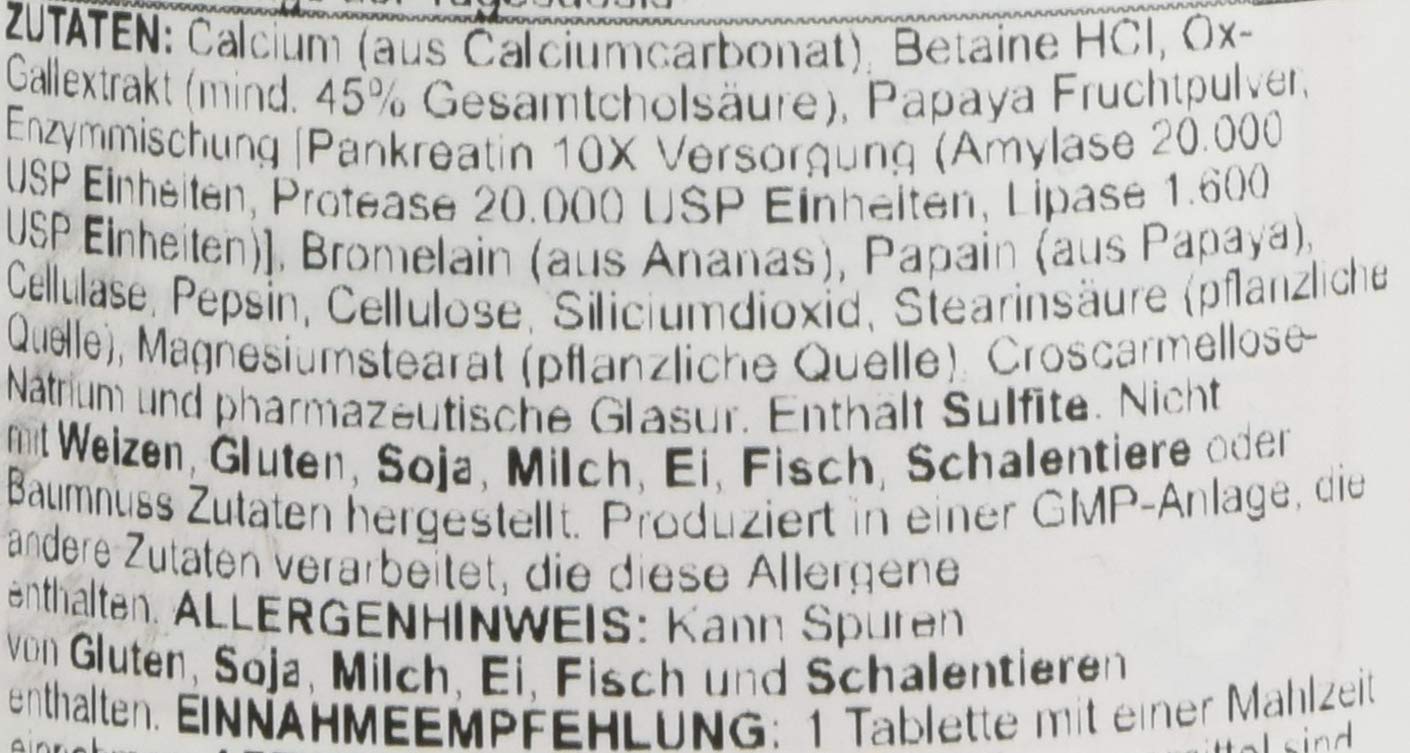 ZUTATEN: Calcium (aus Calciumcarbonat), Betaine HCl, Ox-
Gallextrakt (mind. 45% Gesamtcholsäure), Papaya Fruchtpulver,
Enzymmischung [Pankreatin 10X Versorgung (Amylase 20.000
USP Einheiten, Protease 20.000 USP Einheiten, Lipase 1.600
USP Einheiten)], Bromelain (aus Ananas), Papain (aus Papaya),
Cellulase, Pepsin, Cellulose, Siliciumdioxid, Stearinsäure (pflanzliche
Quelle), Magnesiumstearat (pflanzliche Quelle), Croscarmellose-
Natrium und pharmazeutische Glasur. Enthält Sulfite. Nicht
mit Weizen, Gluten, Soja, Milch, Ei, Fisch, Schalentiere oder
Baumnuss Zutaten hergestellt. Produziert in einer GMP-Anlage, die
andere Zutaten verarbeitet, die diese Allergene
enthalten. ALLERGENHINWEIS: Kann Spuren
von Gluten, Soja, Milch, Ei, Fisch und Schalentieren
enthalten. EINNAHMEEMPFEHLUNG: 1 Tablette mit einer Mahlzeit
sind